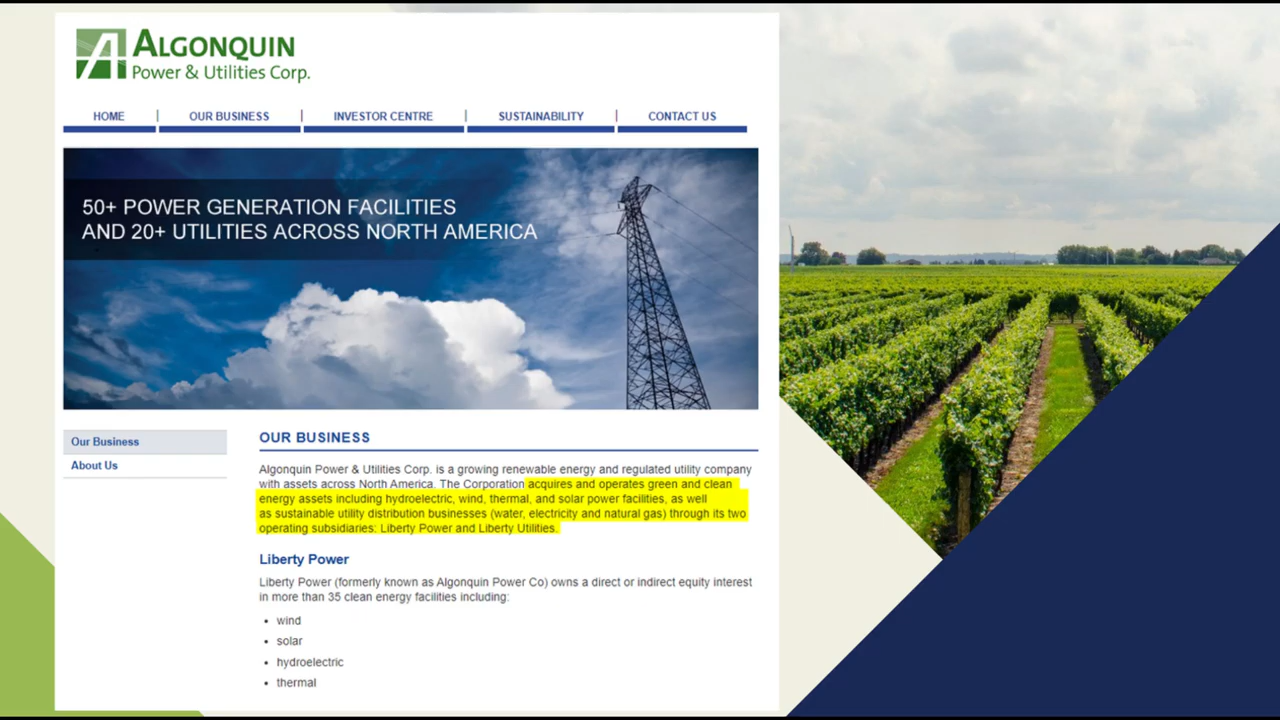 ALGONQUIN
Power & Utilities Corp.
HOME | OUR BUSINESS | INVESTOR CENTRE | SUSTAINABILITY | CONTACT US
50+ POWER GENERATION FACILITIES
AND 20+ UTILITIES ACROSS NORTH AMERICA
Our Business
About Us
OUR BUSINESS
Algonquin Power & Utilities Corp. is a growing renewable energy and regulated utility company
with assets across North America. The Corporation acquires and operates green and clean
energy assets including hydroelectric, wind, thermal, and solar power facilities, as well
as sustainable utility distribution businesses (water, electricity and natural gas) through its two
operating subsidiaries: Liberty Power and Liberty Utilities.
Liberty Power
Liberty Power (formerly known as Algonquin Power Co) owns a direct or indirect equity interest
in more than 35 clean energy facilities including:
• wind
• solar
• hydroelectric
• thermal